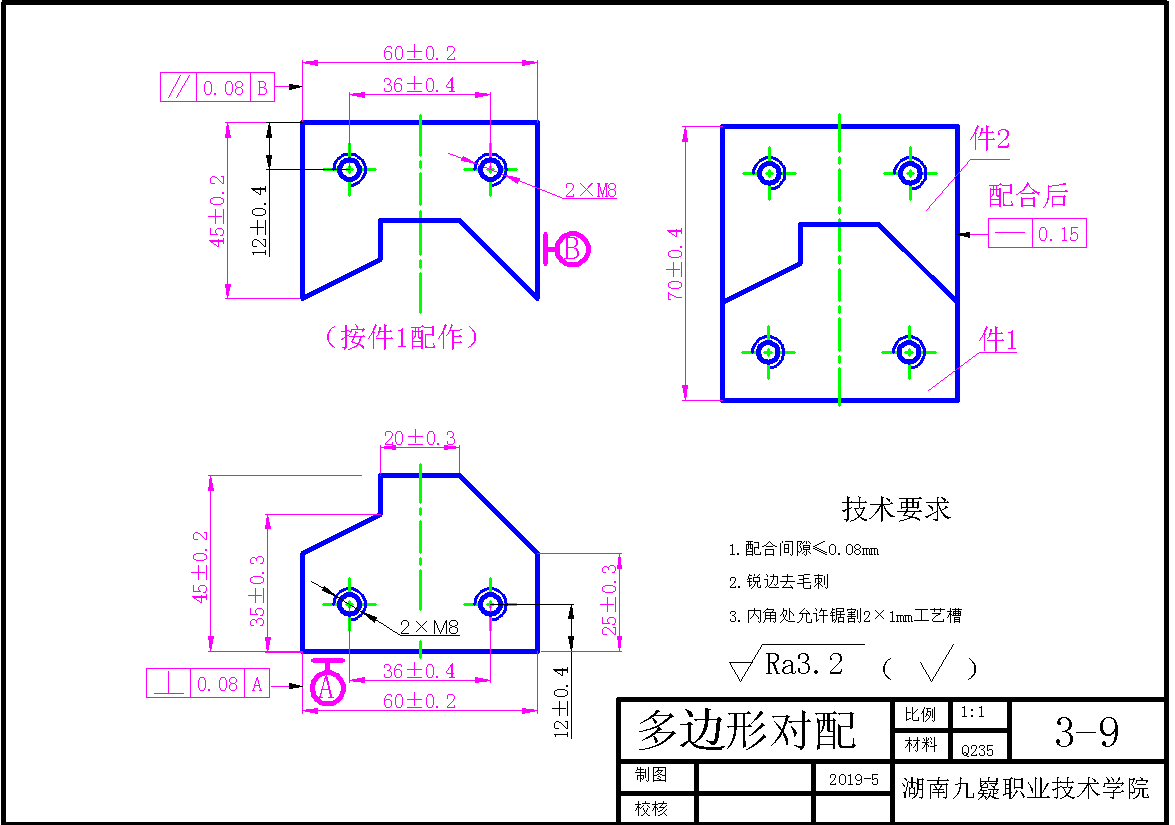 60±0.2
// 0.08 B
36±0.4
45±0.2
12±0.4
2×M8
B
（按件1配作）
件2
配合后
— 0.15
70±0.4
件1
20±0.3
45±0.2
35±0.3
25±0.3
2×M8
⊥ 0.08 A
A
36±0.4
60±0.2
12±0.4
技术要求
1.配合间隙≤0.08mm
2.锐边去毛刺
3.内角处允许锯割2×1mm工艺槽
√Ra3.2 (√)
多边形对配
比例 1:1
材料 Q235
3-9
制图 2019-5
校核
湖南九嶷职业技术学院